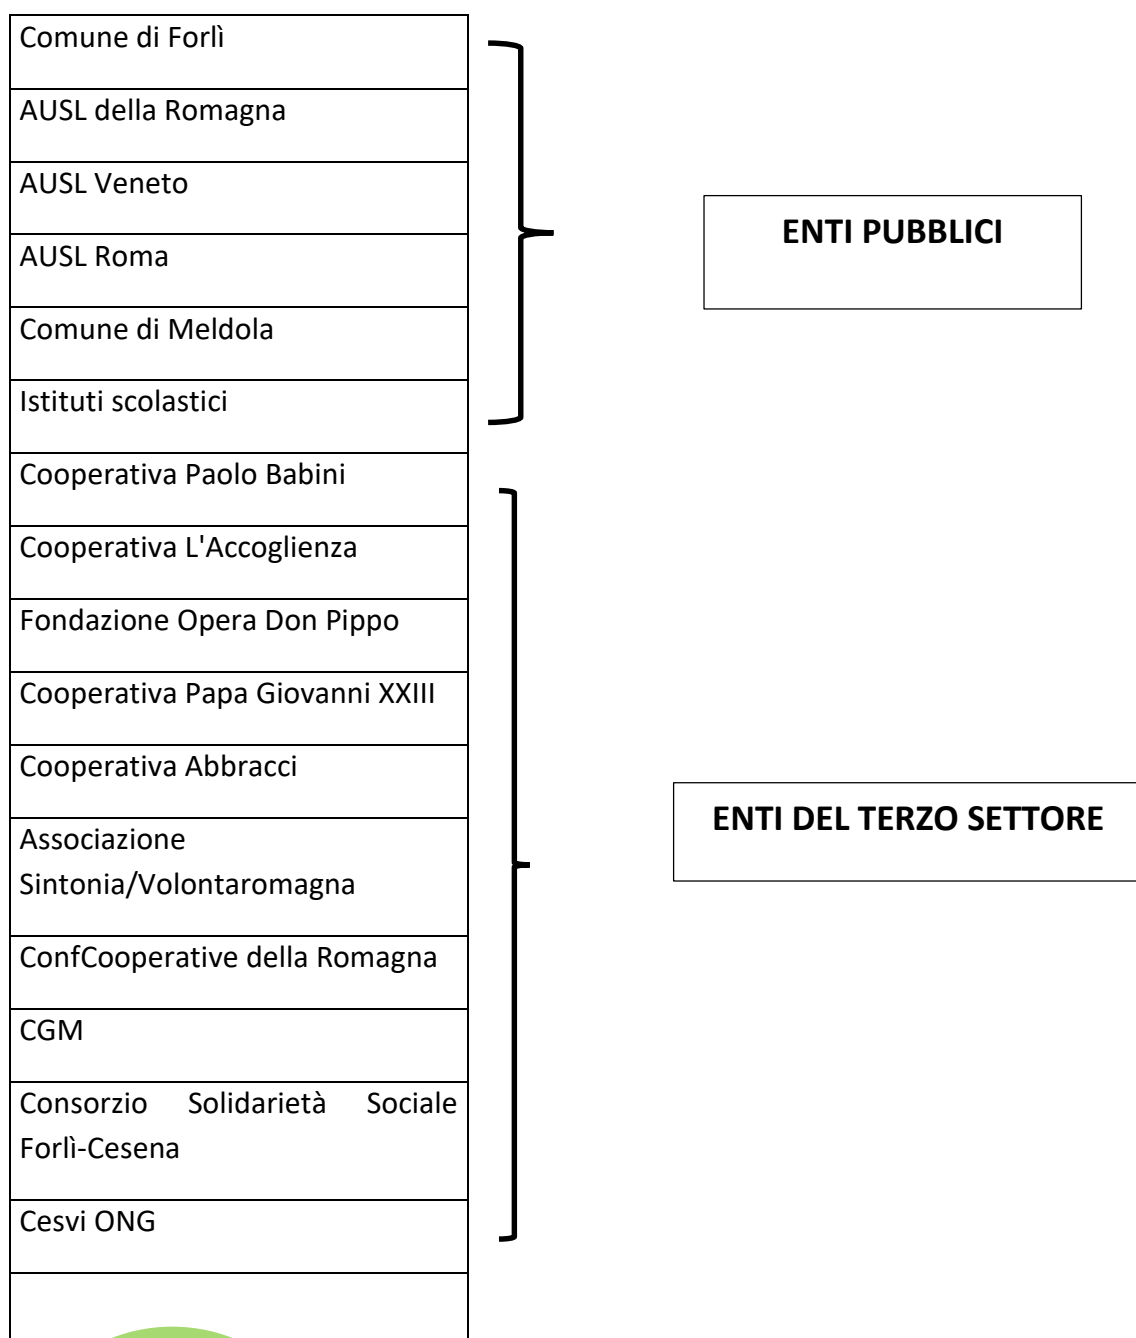 Comune di Forlì
AUSL della Romagna
AUSL Veneto
AUSL Roma
Comune di Meldola
Istituti scolastici
ENTI PUBBLICI
Cooperativa Paolo Babini
Cooperativa L'Accoglienza
Fondazione Opera Don Pippo
Cooperativa Papa Giovanni XXIII
Cooperativa Abbracci
Associazione
Sintonia/Volontaromagna
ConfCooperative della Romagna
CGM
Consorzio Solidarietà Sociale
Forlì-Cesena
Cesvi ONG
ENTI DEL TERZO SETTORE